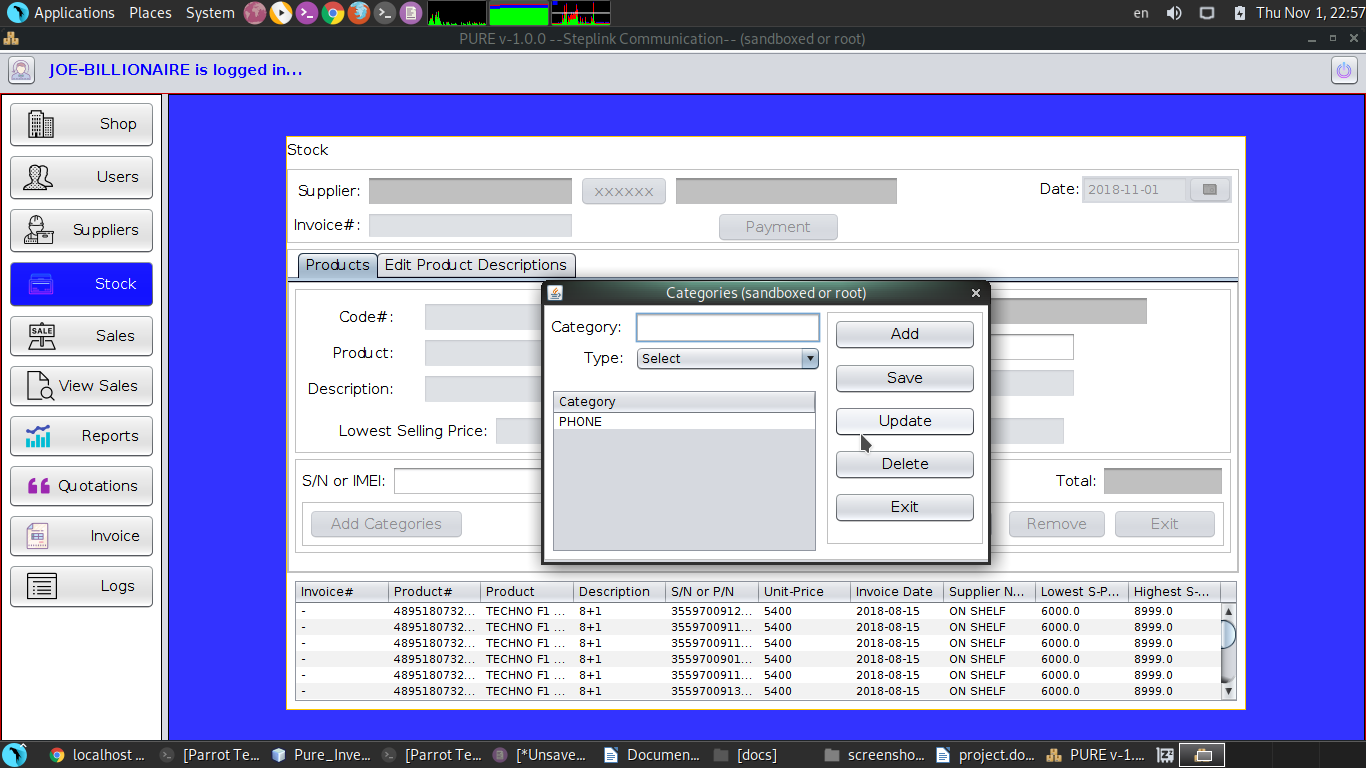 Applications Places System en Thu Nov 1, 22:57
PURE v-1.0.0 --Steplink Communication-- (sandboxed or root)
JOE-BILLIONAIRE is logged in...
Shop
Users
Suppliers
Stock
Sales
View Sales
Reports
Quotations
Invoice
Logs
Stock
Supplier: xxxxxx Date: 2018-11-01
Invoice#: Payment
Products Edit Product Descriptions
Code#:
Product:
Description:
Lowest Selling Price:
S/N or IMEI: Total:
Add Categories Remove Exit
Categories (sandboxed or root)
Category:
Type: Select
Category
PHONE
Add
Save
Update
Delete
Exit
Invoice# Product# Product Description S/N or P/N Unit-Price Invoice Date Supplier N... Lowest S-P... Highest S-...
- 4895180732... TECHNO F1 ... 8+1 3559700912... 5400 2018-08-15 ON SHELF 6000.0 8999.0
- 4895180732... TECHNO F1 ... 8+1 3559700911... 5400 2018-08-15 ON SHELF 6000.0 8999.0
- 4895180732... TECHNO F1 ... 8+1 3559700911... 5400 2018-08-15 ON SHELF 6000.0 8999.0
- 4895180732... TECHNO F1 ... 8+1 3559700901... 5400 2018-08-15 ON SHELF 6000.0 8999.0
- 4895180732... TECHNO F1 ... 8+1 3559700911... 5400 2018-08-15 ON SHELF 6000.0 8999.0
- 4895180732... TECHNO F1 ... 8+1 3559700913... 5400 2018-08-15 ON SHELF 6000.0 8999.0
localhost ... [Parrot Te... Pure_Inve... [Parrot Te... [*Unsave... Documen... [docs] screensho... project.do... PURE v-1....